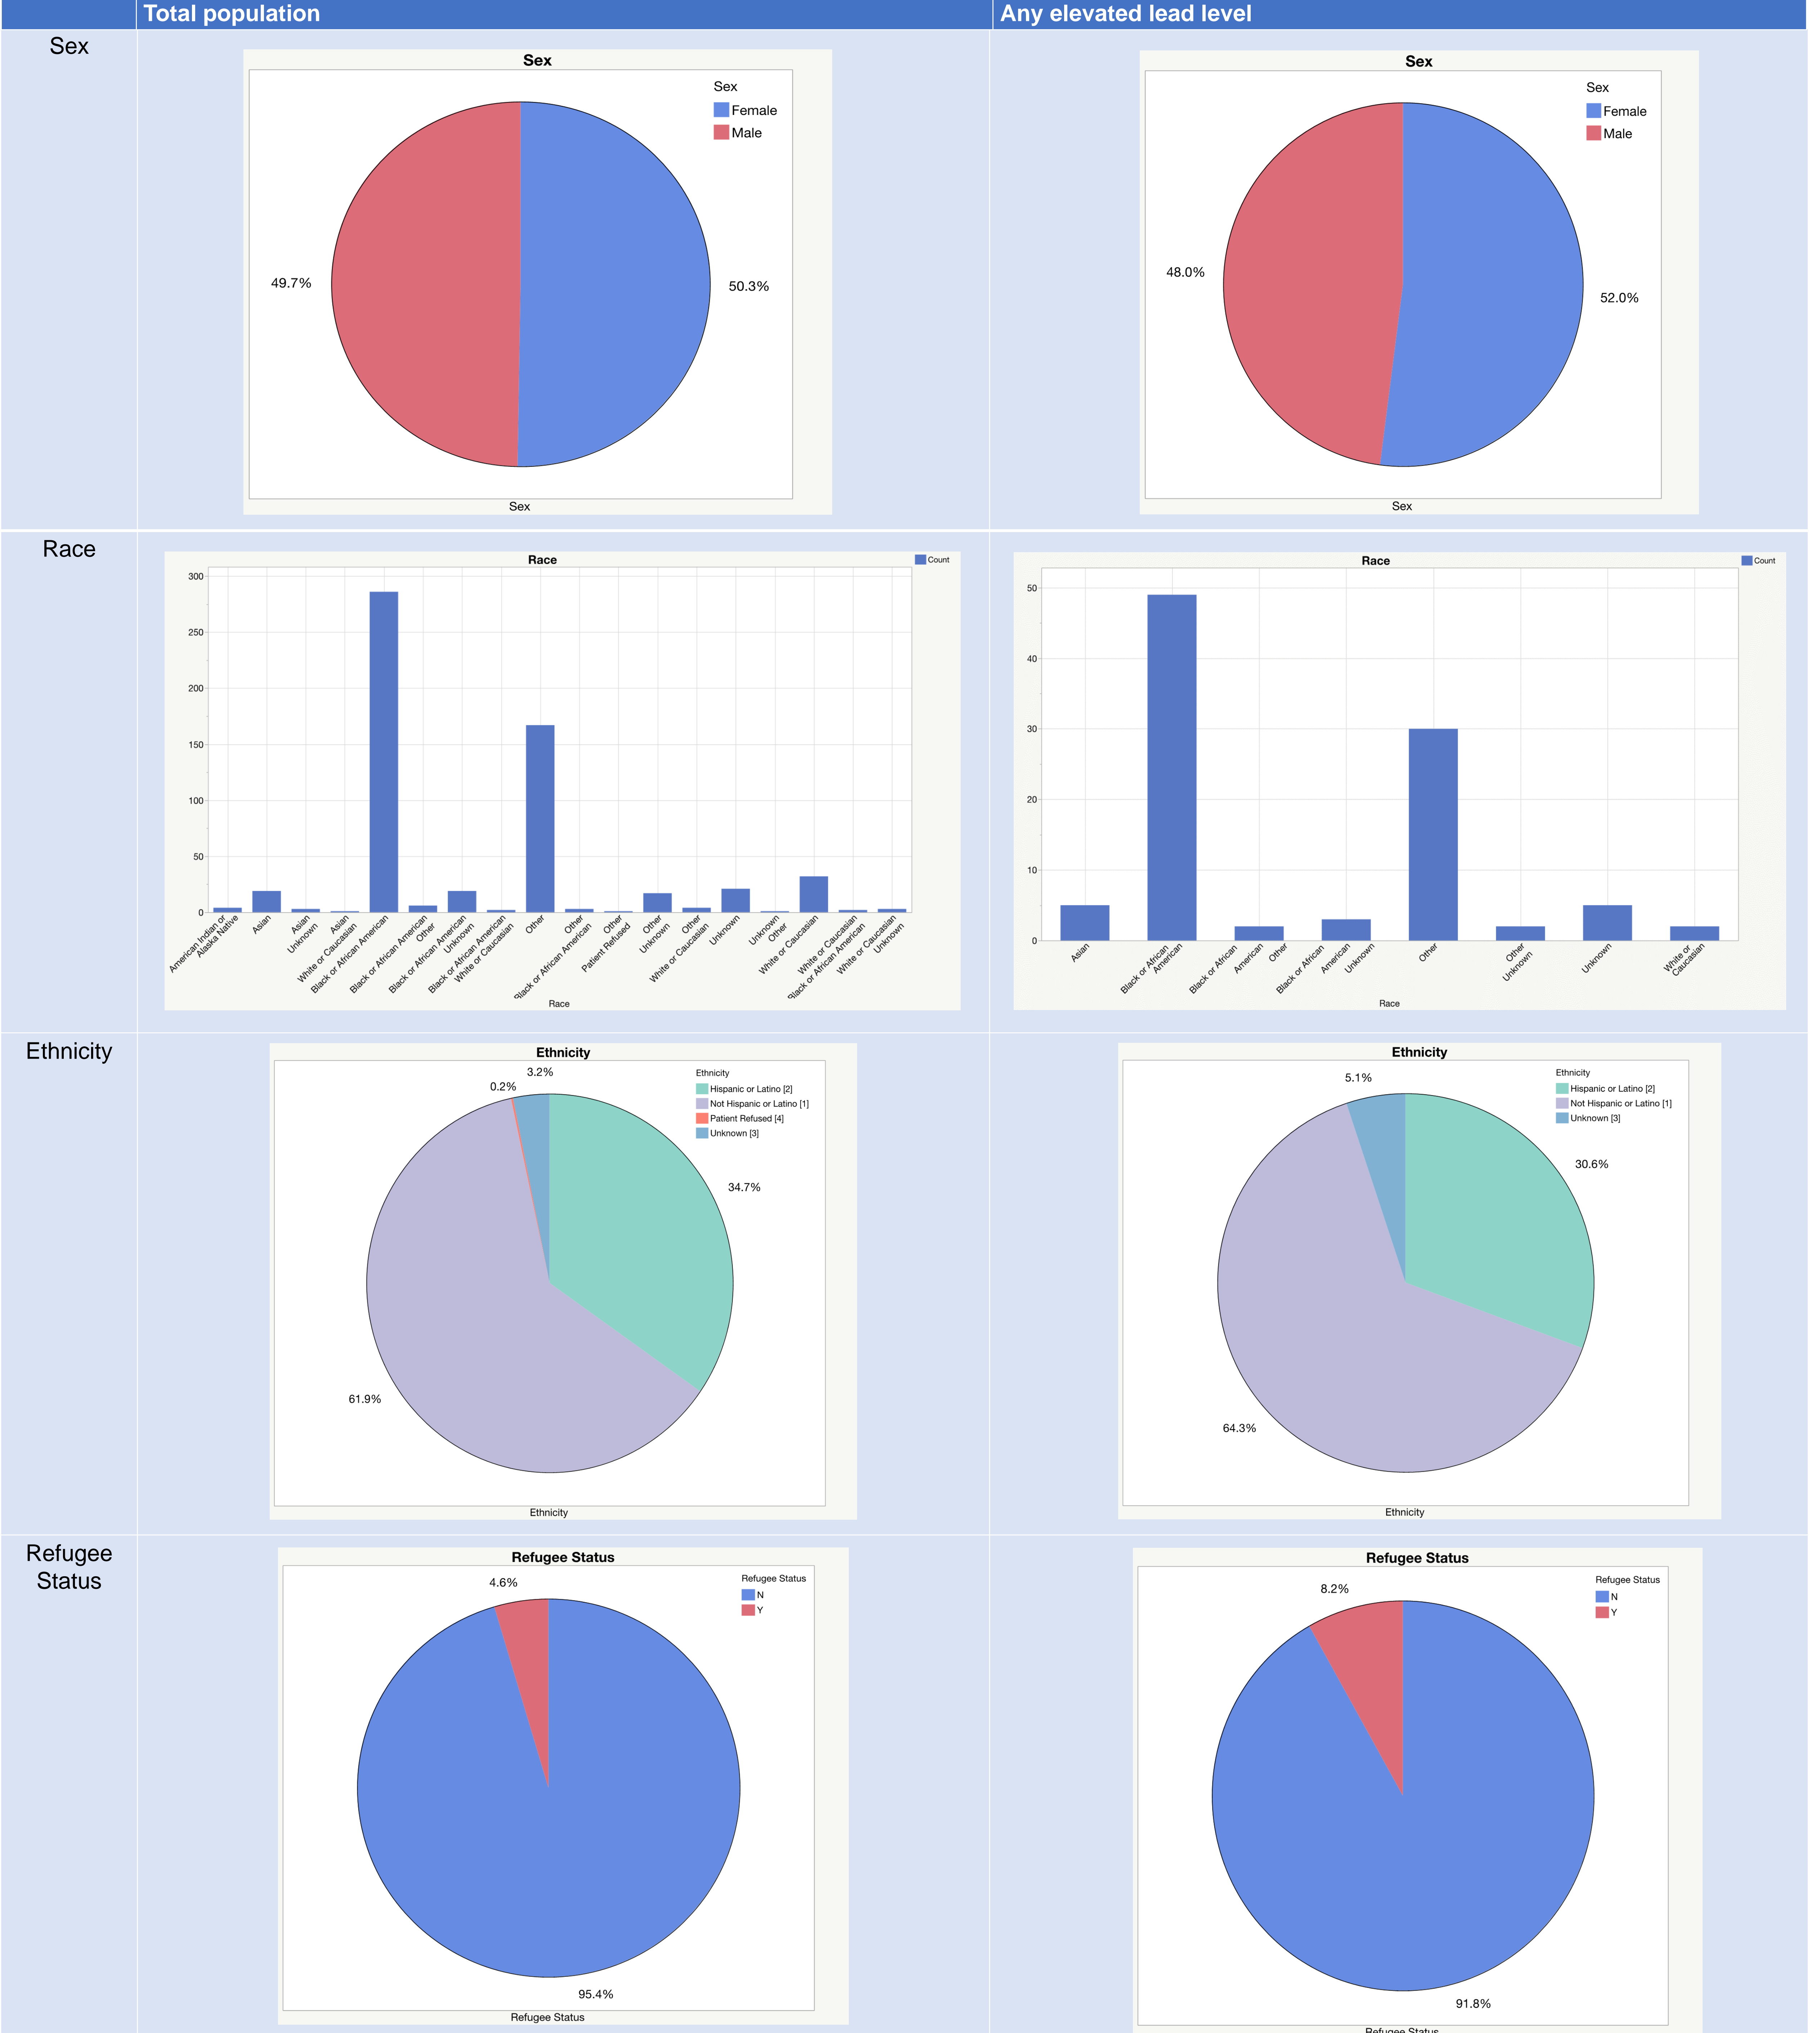 Total population
Any elevated lead level
Sex
Sex
Sex
Female
Male
49.7%
50.3%
Sex
Sex
Sex
Female
Male
48.0%
52.0%
Sex
Race
Race
Count
300
250
200
150
100
50
0
American Indian or
Alaska Native
Asian
Asian
Unknown
Asian
White or Caucasian
Black or African American
Black or African American
Other
Black or African American
Unknown
Black or African American
White or Caucasian
Other
Other
Black or African American
Other
Patient Refused
Other
Unknown
Other
White or Caucasian
Unknown
Unknown
Other
White or Caucasian
White or Caucasian
Black or African American
White or Caucasian
Unknown
Race
Race
Count
50
40
30
20
10
0
Asian
Black or African
American
Black or African
American
Other
Black or African
American
Unknown
Other
Other
Unknown
Unknown
White or
Caucasian
Race
Ethnicity
Ethnicity
Ethnicity
Hispanic or Latino [2]
Not Hispanic or Latino [1]
Patient Refused [4]
Unknown [3]
3.2%
0.2%
34.7%
61.9%
Ethnicity
Ethnicity
Ethnicity
Hispanic or Latino [2]
Not Hispanic or Latino [1]
Unknown [3]
5.1%
30.6%
64.3%
Ethnicity
Refugee
Status
Refugee Status
Refugee Status
N
Y
4.6%
95.4%
Refugee Status
Refugee Status
Refugee Status
N
Y
8.2%
91.8%
Refugee Status